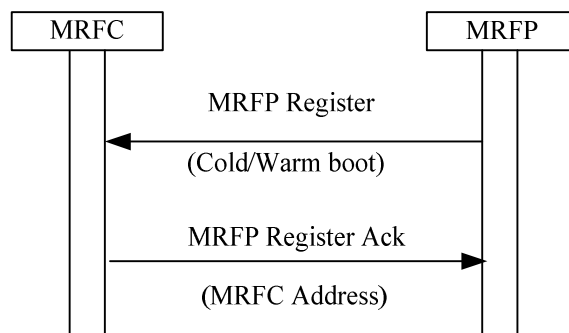 MRFC
MRFP
MRFP Register
(Cold/Warm boot)
MRFP Register Ack
(MRFC Address)